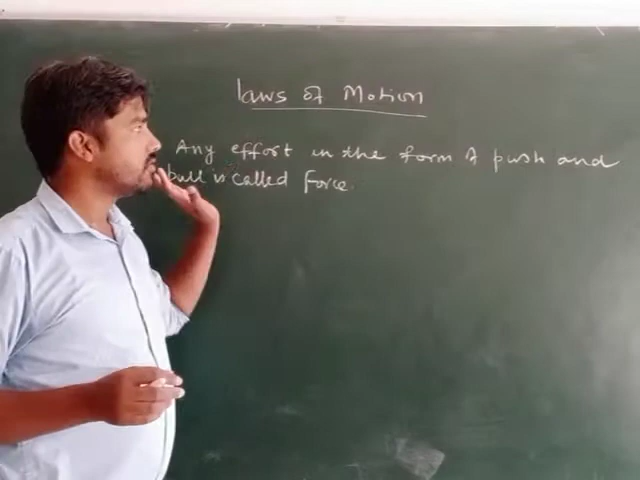 Laws of Motion
Any effort in the form of push and
pull is called Force.